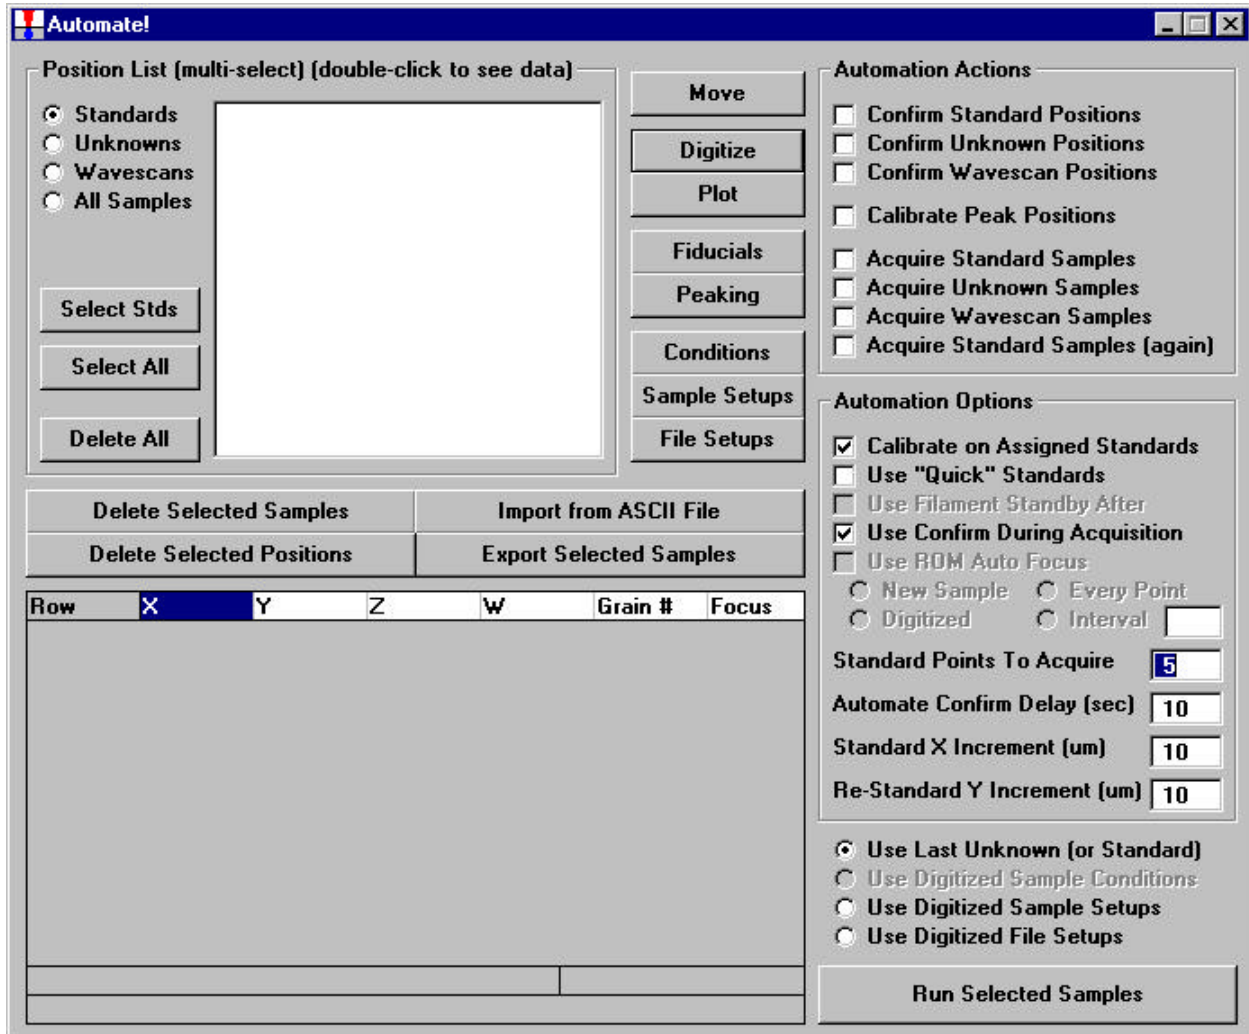 Automate!
Position List (multi-select) (double-click to see data)
Standards
Unknowns
Wavescans
All Samples
Select Stds
Select All
Delete All
Move
Digitize
Plot
Fiducials
Peaking
Conditions
Sample Setups
File Setups
Delete Selected Samples
Import from ASCII File
Delete Selected Positions
Export Selected Samples
Row X Y Z W Grain # Focus
Automation Actions
Confirm Standard Positions
Confirm Unknown Positions
Confirm Wavescan Positions
Calibrate Peak Positions
Acquire Standard Samples
Acquire Unknown Samples
Acquire Wavescan Samples
Acquire Standard Samples (again)
Automation Options
Calibrate on Assigned Standards
Use "Quick" Standards
Use Filament Standby After
Use Confirm During Acquisition
Use ROM Auto Focus
New Sample Every Point
Digitized Interval
Standard Points To Acquire 5
Automate Confirm Delay (sec) 10
Standard X Increment (um) 10
Re-Standard Y Increment (um) 10
Use Last Unknown (or Standard)
Use Digitized Sample Conditions
Use Digitized Sample Setups
Use Digitized File Setups
Run Selected Samples